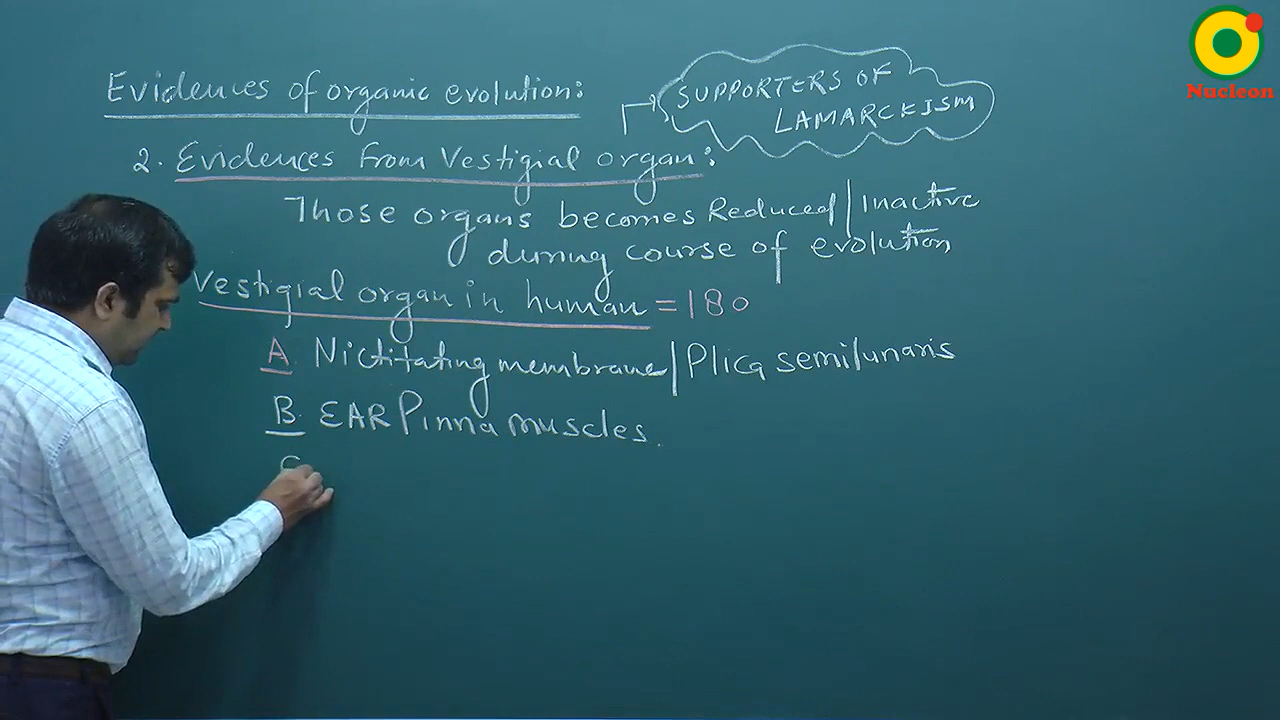 Evidences of organic evolution:
SUPPORTERS OF
LAMARCKISM
2. Evidences from Vestigial organ:
Those organs becomes Reduced/Inactive
during course of evolution
Vestigial organ in human = 180
A. Nictitating membrane/Plica semilunaris
B. EAR Pinna muscles.
C
Nucleon